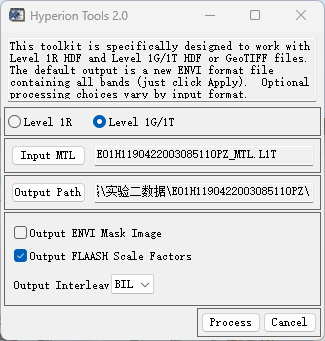 Hyperion Tools 2.0
This toolkit is specifically designed to work with
Level 1R HDF and Level 1G/1T HDF or GeoTIFF files.
The default output is a new ENVI format file
containing all bands (just click Apply).  Optional
processing choices vary by input format.
Level 1R
Level 1G/1T
Input MTL
E01H1190422003085110PZ_MTL.L1T
Output Path
\实验二数据\E01H1190422003085110PZ\
Output ENVI Mask Image
Output FLAASH Scale Factors
Output Interleav
BIL
Process
Cancel